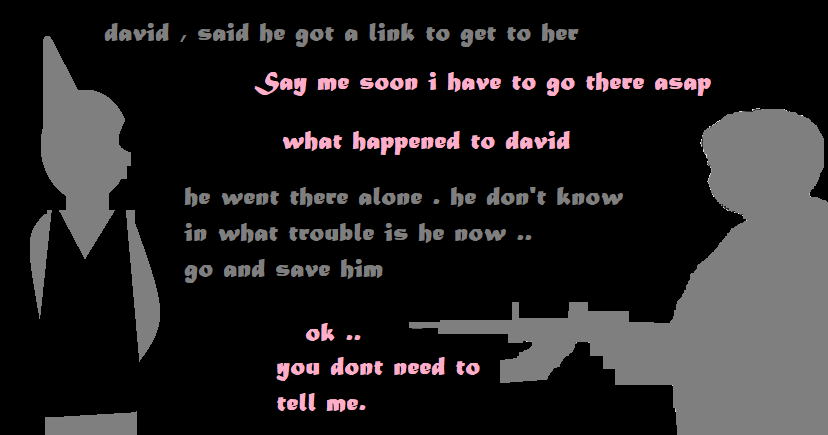 david , said he got a link to get to her
Say me soon i have to go there asap
what happened to david
he went there alone . he don't know
in what trouble is he now ..
go and save him
ok ..
you dont need to
tell me.